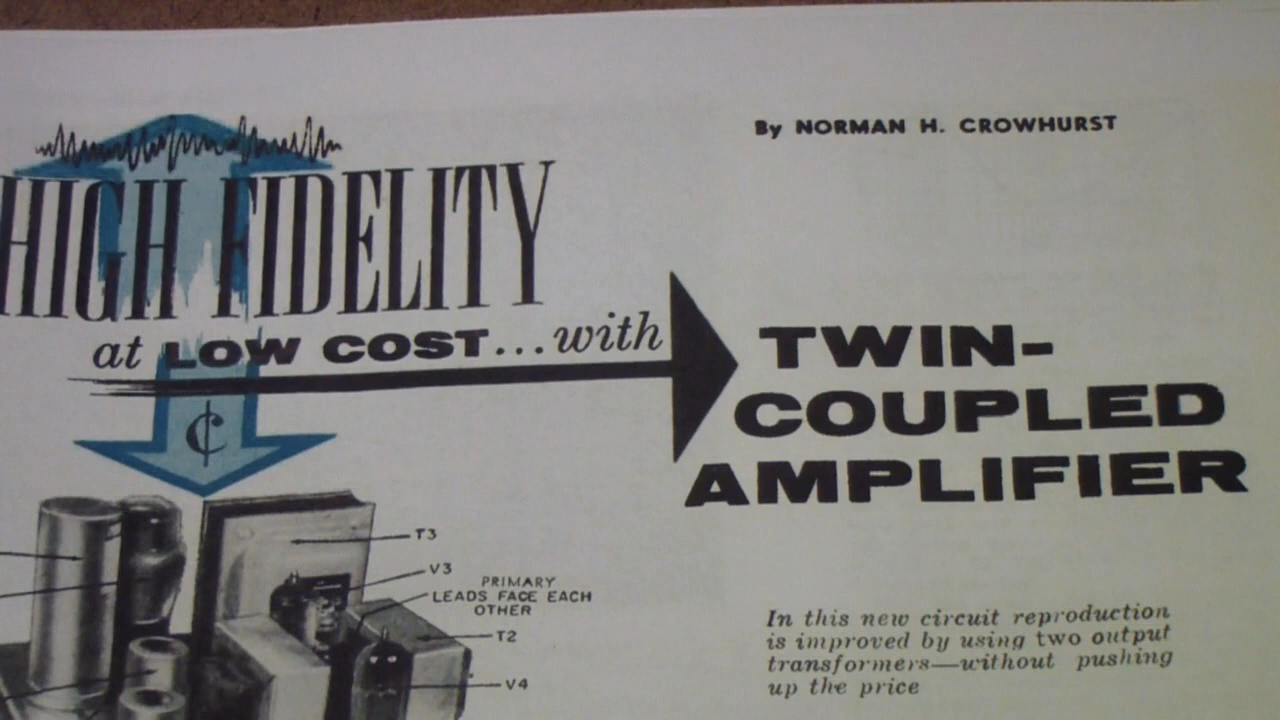 By NORMAN H. CROWHURST
HIGH FIDELITY
at LOW COST...with
TWIN-
COUPLED
AMPLIFIER
¢
T3
V3
PRIMARY
LEADS FACE EACH
OTHER
T2
V4
In this new circuit reproduction
is improved by using two output
transformers—without pushing
up the price